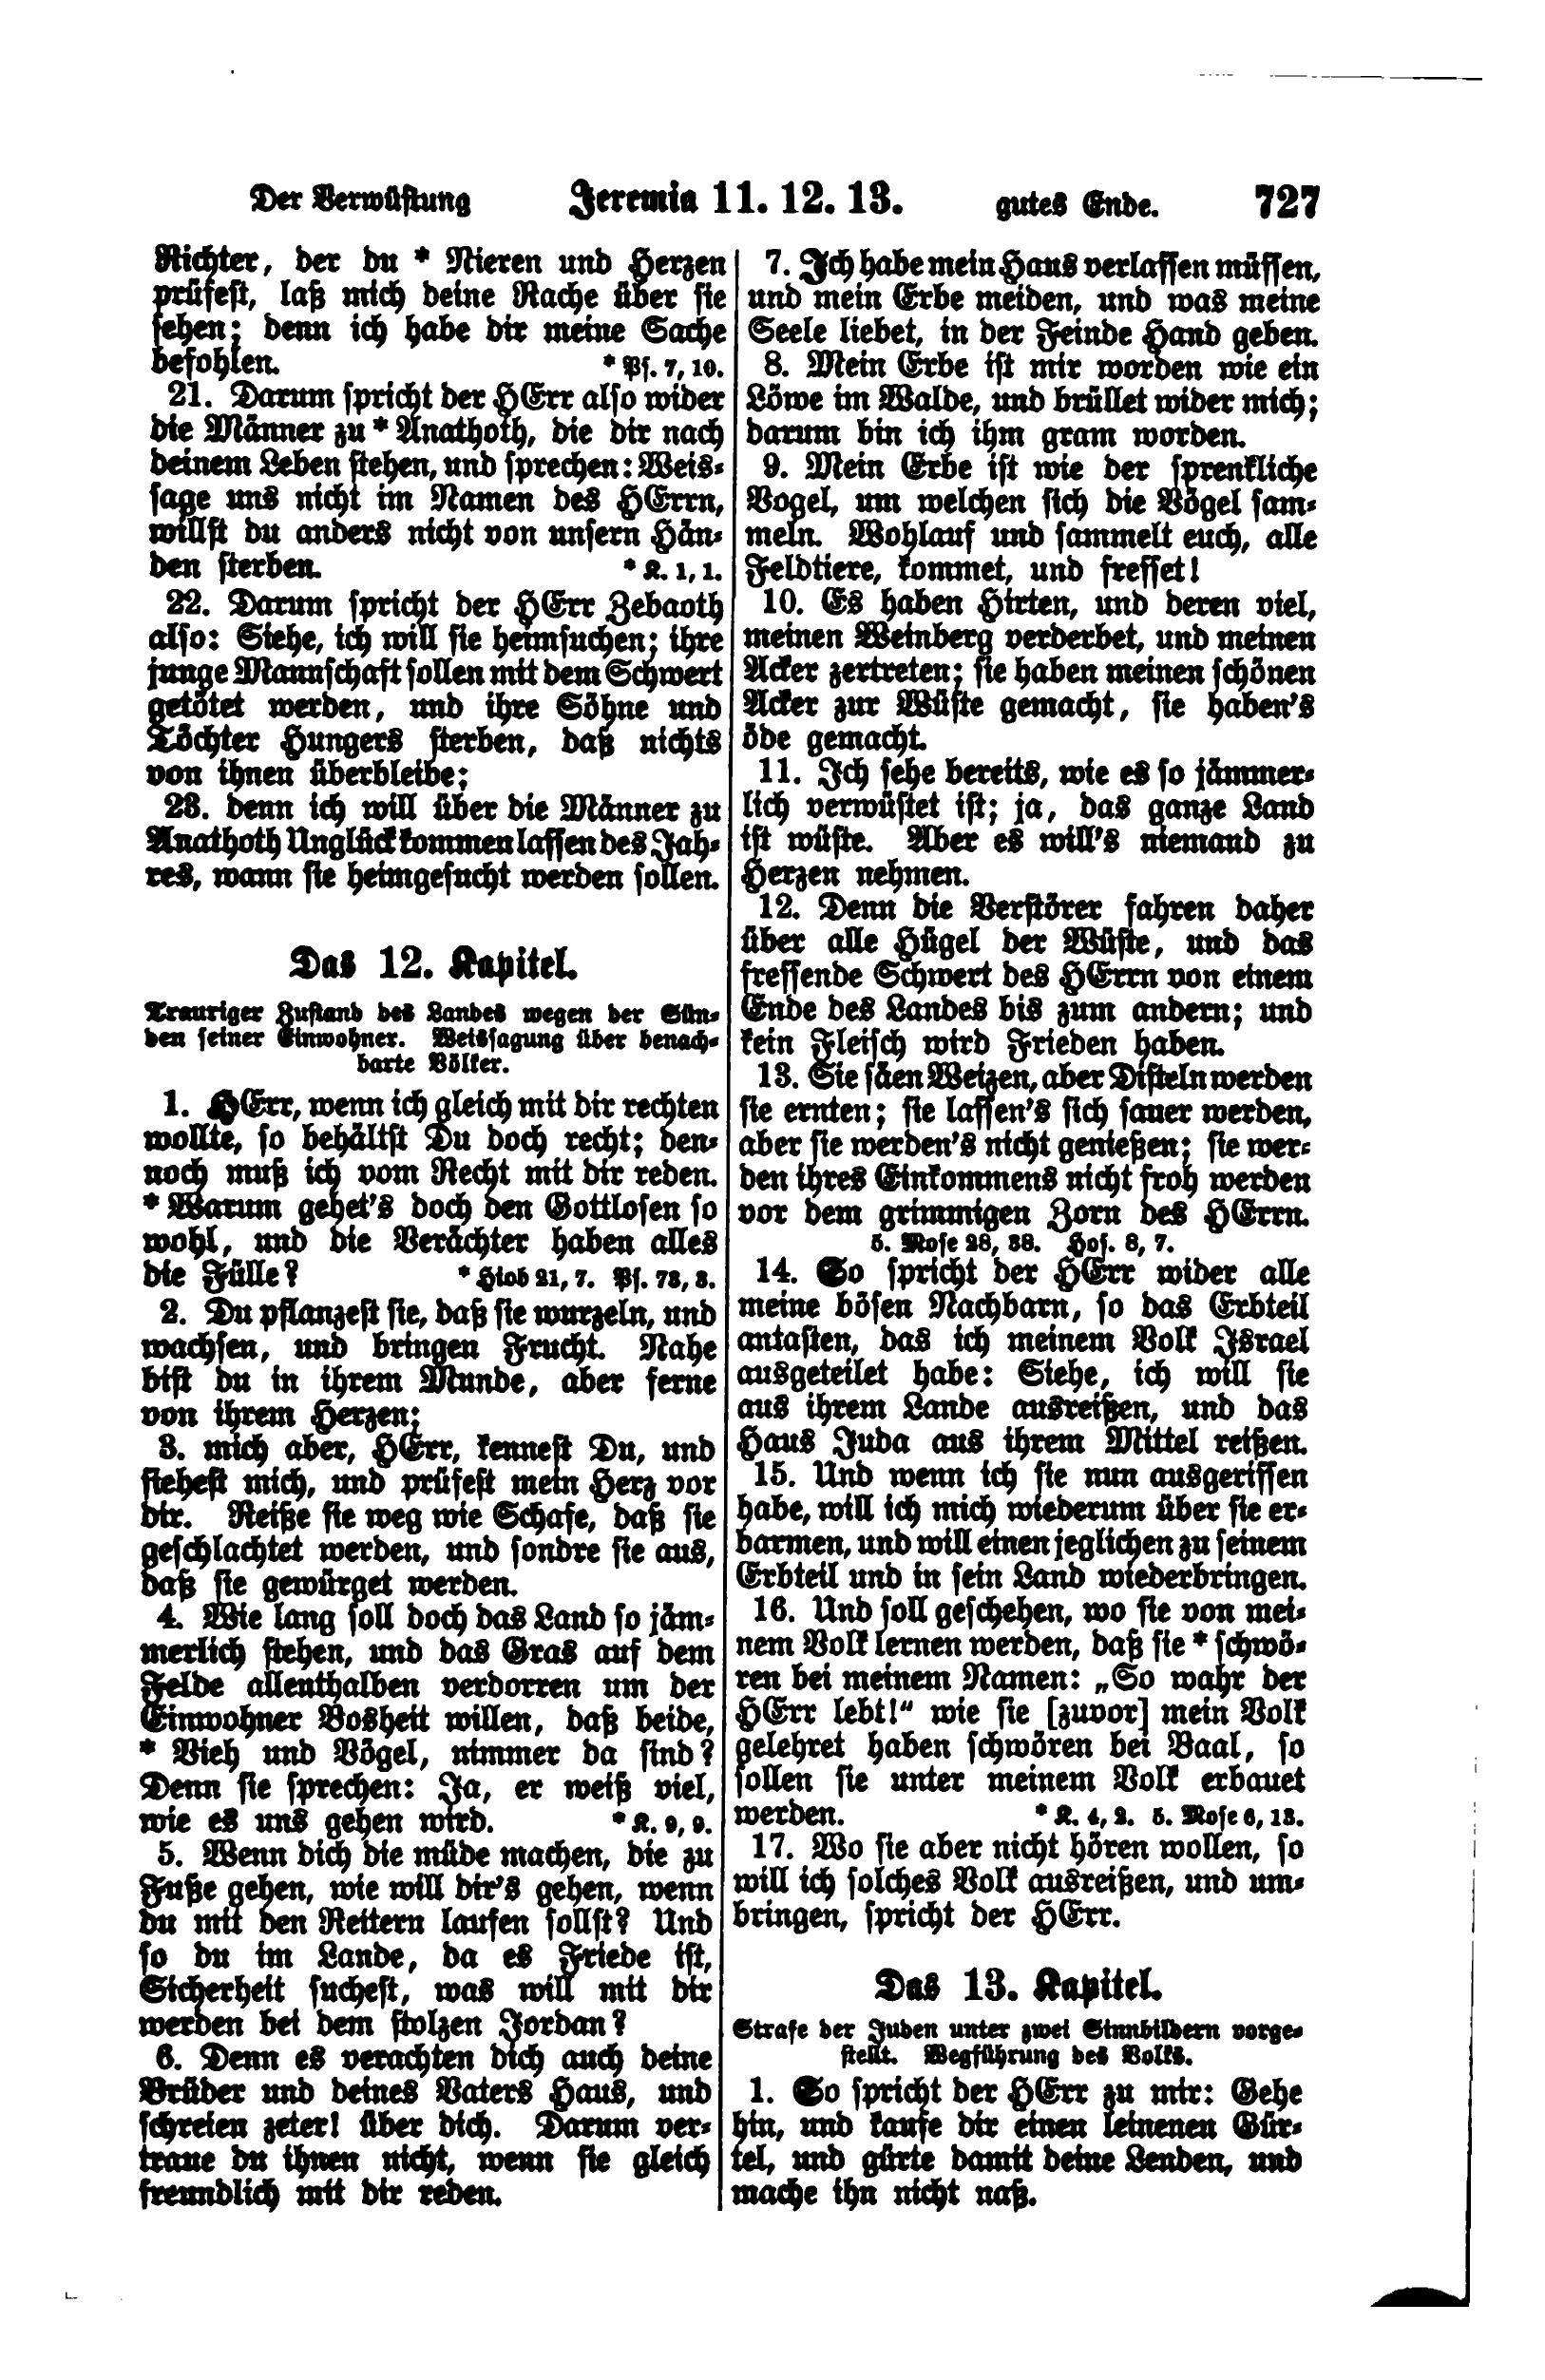 Der Verwüstung Jeremia 11. 12. 13. gutes Ende. 727
Richter, der du * Nieren und Herzen
prüfest, laß mich deine Rache über sie
sehen; denn ich habe dir meine Sache
befohlen. * Ps. 7, 10.
21. Darum spricht der HErr also wider
die Männer zu * Anathoth, die dir nach
deinem Leben stehen, und sprechen: Weis-
sage uns nicht im Namen des HErrn,
willst du anders nicht von unsern Hän-
den sterben. * K. 1, 1.
22. Darum spricht der HErr Zebaoth
also: Siehe, ich will sie heimsuchen; ihre
junge Mannschaft sollen mit dem Schwert
getötet werden, und ihre Söhne und
Töchter Hungers sterben, daß nichts
von ihnen überbleibe;
23. denn ich will über die Männer zu
Anathoth Unglück kommen lassen des Jah-
res, wann sie heimgesucht werden sollen.
Das 12. Kapitel.
Trauriger Zustand des Landes wegen der Sün-
den seiner Einwohner. Weissagung über benach-
barte Völker.
1. HErr, wenn ich gleich mit dir rechten
wollte, so behältst Du doch recht; den-
noch muß ich vom Recht mit dir reden.
* Warum gehet's doch den Gottlosen so
wohl, und die Verächter haben alles
die Fülle? * Hiob 21, 7. Ps. 73, 3.
2. Du pflanzest sie, daß sie wurzeln, und
wachsen, und bringen Frucht. Nahe
bist du in ihrem Munde, aber ferne
von ihrem Herzen;
3. mich aber, HErr, kennest Du, und
siehest mich, und prüfest mein Herz vor
dir. Reiße sie weg wie Schafe, daß sie
geschlachtet werden, und sondre sie aus,
daß sie gewürget werden.
4. Wie lang soll doch das Land so jäm-
merlich stehen, und das Gras auf dem
Felde allenthalben verdorren um der
Einwohner Bosheit willen, daß beide,
* Vieh und Vögel, nimmer da sind?
Denn sie sprechen: Ja, er weiß viel,
wie es uns gehen wird. * K. 9, 9.
5. Wenn dich die müde machen, die zu
Fuße gehen, wie will dir's gehen, wenn
du mit den Reitern laufen sollst? Und
so du im Lande, da es Friede ist,
Sicherheit suchest, was will mit dir
werden bei dem stolzen Jordan?
6. Denn es verachten dich auch deine
Brüder und deines Vaters Haus, und
schreien zeter! über dich. Darum ver-
traue du ihnen nicht, wenn sie gleich
freundlich mit dir reden.
7. Ich habe mein Haus verlassen müssen,
und mein Erbe meiden, und was meine
Seele liebet, in der Feinde Hand geben.
8. Mein Erbe ist mir worden wie ein
Löwe im Walde, und brüllet wider mich;
darum bin ich ihm gram worden.
9. Mein Erbe ist wie der sprenkliche
Vogel, um welchen sich die Vögel sam-
meln. Wohlauf und sammelt euch, alle
Feldtiere, kommet, und fresset!
10. Es haben Hirten, und deren viel,
meinen Weinberg verderbet, und meinen
Acker zertreten; sie haben meinen schönen
Acker zur Wüste gemacht, sie haben's
öde gemacht.
11. Ich sehe bereits, wie es so jämmer-
lich verwüstet ist; ja, das ganze Land
ist wüste. Aber es will's niemand zu
Herzen nehmen.
12. Denn die Verstörer fahren daher
über alle Hügel der Wüste, und das
fressende Schwert des HErrn von einem
Ende des Landes bis zum andern; und
kein Fleisch wird Frieden haben.
13. Sie säen Weizen, aber Disteln werden
sie ernten; sie lassen's sich sauer werden,
aber sie werden's nicht genießen; sie wer-
den ihres Einkommens nicht froh werden
vor dem grimmigen Zorn des HErrn.
5. Mose 28, 38. Hos. 8, 7.
14. So spricht der HErr wider alle
meine bösen Nachbarn, so das Erbteil
antasten, das ich meinem Volk Israel
ausgeteilet habe: Siehe, ich will sie
aus ihrem Lande ausreißen, und das
Haus Juda aus ihrem Mittel reißen.
15. Und wenn ich sie nun ausgerissen
habe, will ich mich wiederum über sie er-
barmen, und will einen jeglichen zu seinem
Erbteil und in sein Land wiederbringen.
16. Und soll geschehen, wo sie von mei-
nem Volk lernen werden, daß sie * schwö-
ren bei meinem Namen: „So wahr der
HErr lebt!“ wie sie [zuvor] mein Volk
gelehret haben schwören bei Baal, so
sollen sie unter meinem Volk erbauet
werden. * K. 4, 2. 5. Mose 6, 13.
17. Wo sie aber nicht hören wollen, so
will ich solches Volk ausreißen, und um-
bringen, spricht der HErr.
Das 13. Kapitel.
Strafe der Juden unter zwei Sinnbildern vorge-
stellt. Wegführung des Volks.
1. So spricht der HErr zu mir: Gehe
hin, und kaufe dir einen leinenen Gür-
tel, und gürte damit deine Lenden, und
mache ihn nicht naß.